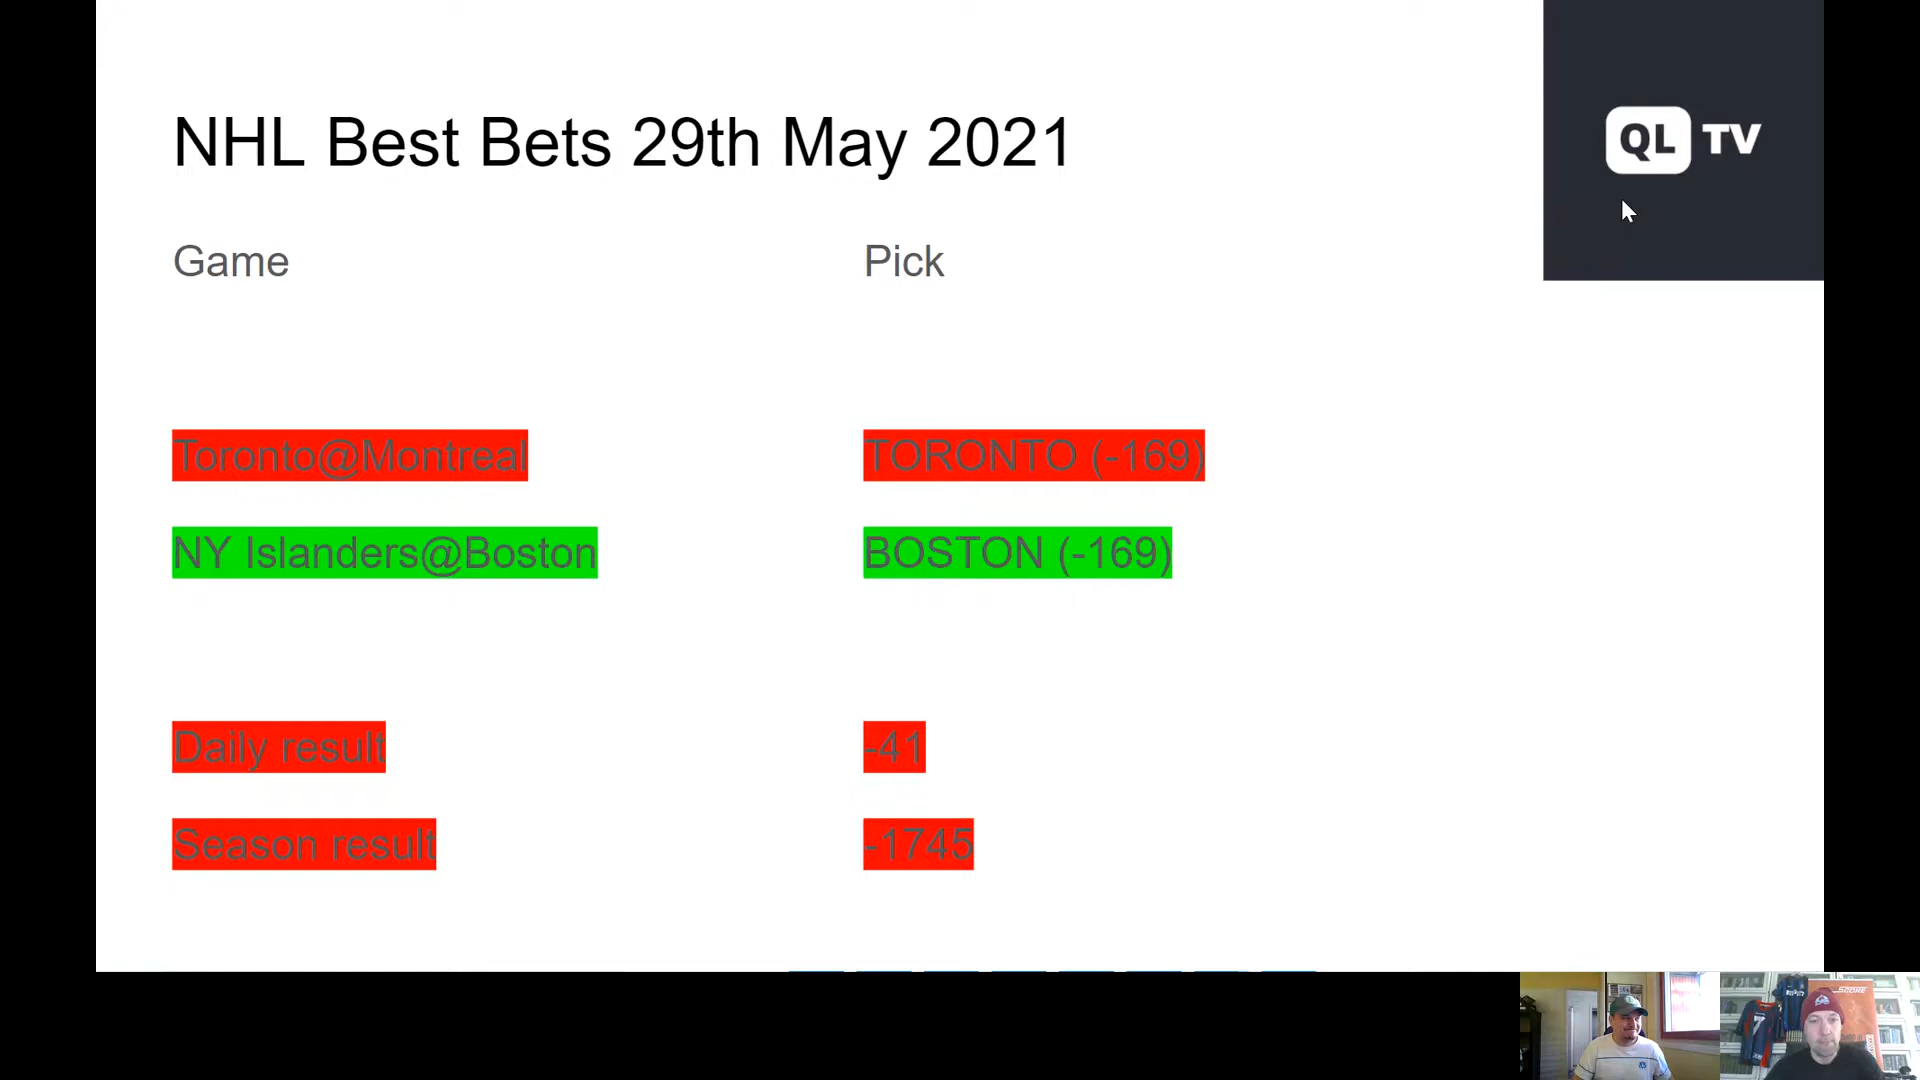 NHL Best Bets 29th May 2021
QL TV
Game Pick
Toronto@Montreal TORONTO (-169)
NY Islanders@Boston BOSTON (-169)
Daily result -41
Season result -1745
SCORE